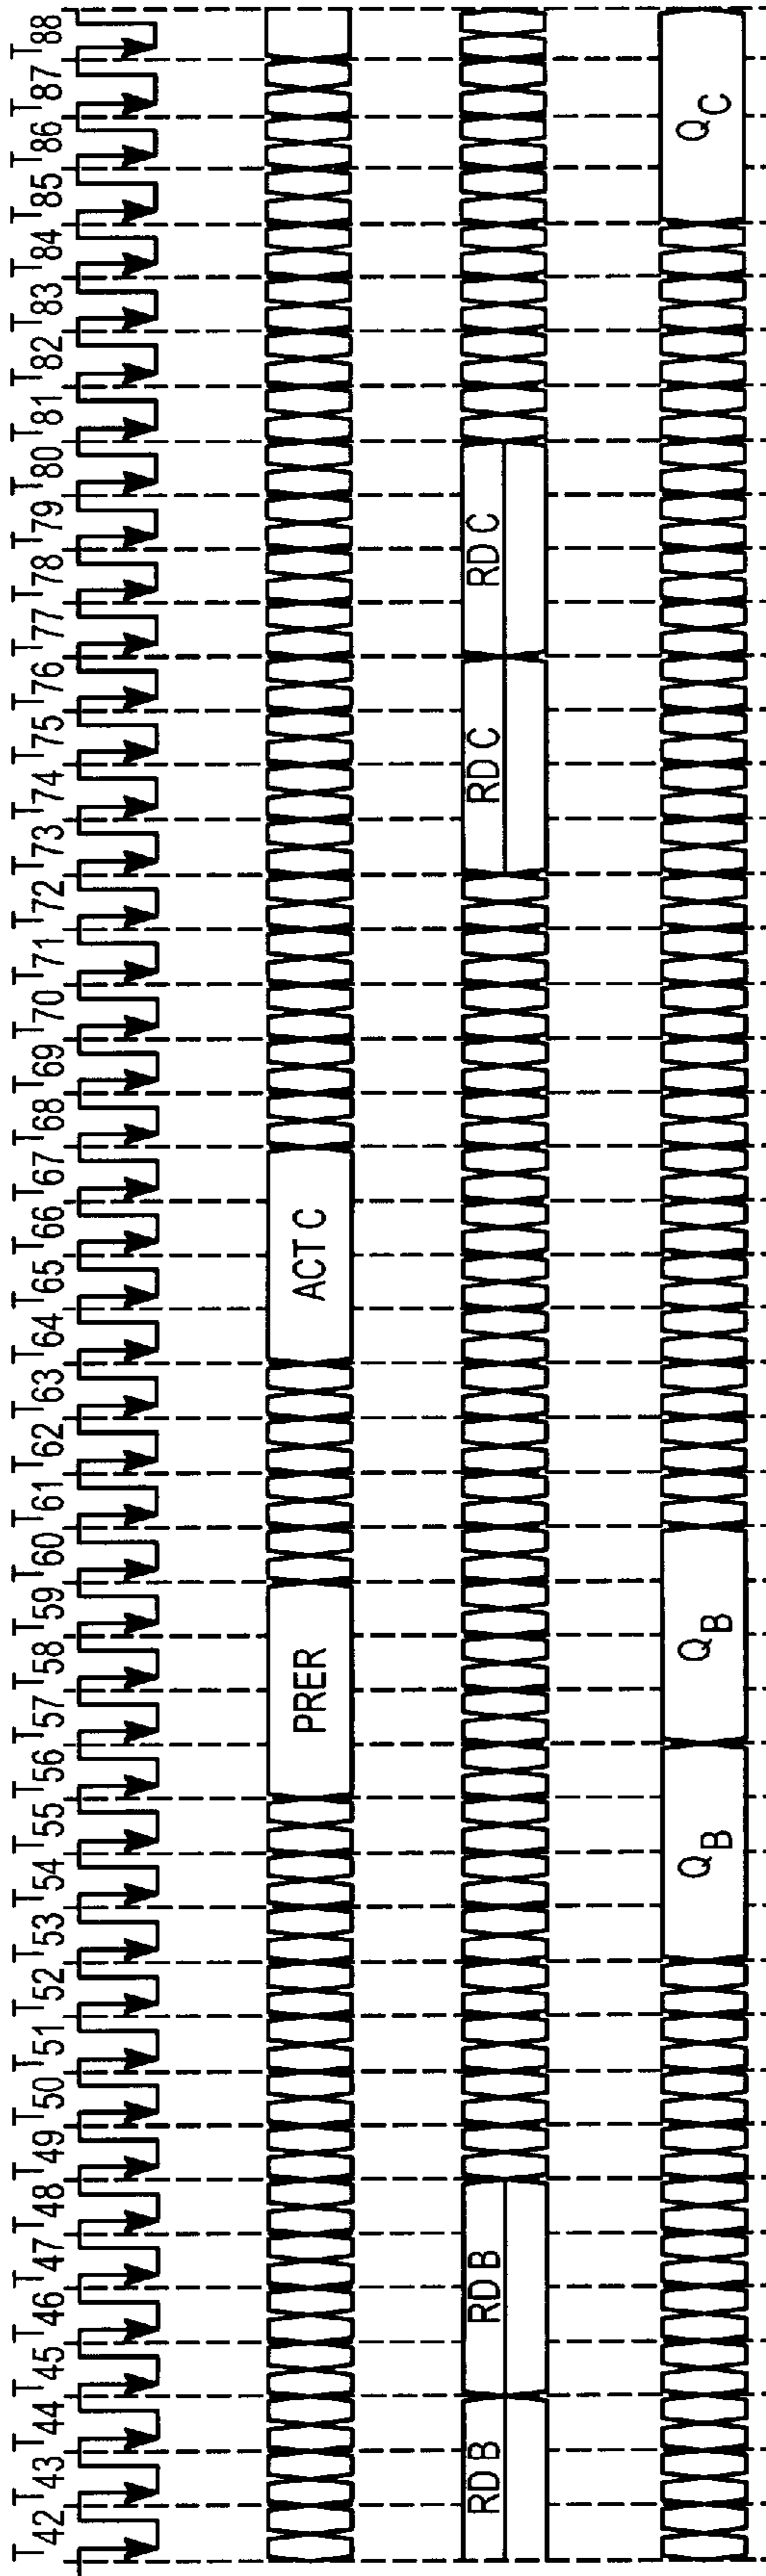 T42 T43 T44 T45 T46 T47 T48 T49 T50 T51 T52 T53 T54 T55 T56 T57 T58 T59 T60 T61 T62 T63 T64 T65 T66 T67 T68 T69 T70 T71 T72 T73 T74 T75 T76 T77 T78 T79 T80 T81 T82 T83 T84 T85 T86 T87 T88
PRER ACT C
RD B RD B RD C RD C
QB QB QC